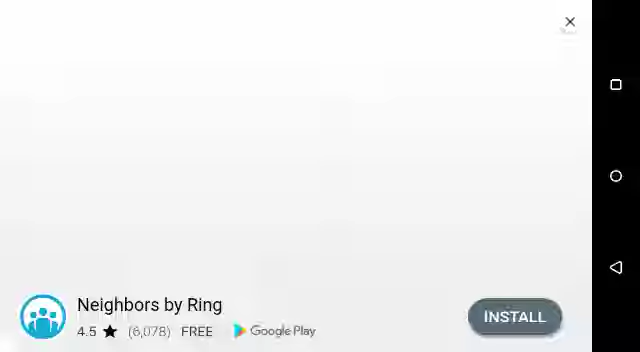 Neighbors by Ring
4.5 ★ (6,078) FREE Google Play
INSTALL